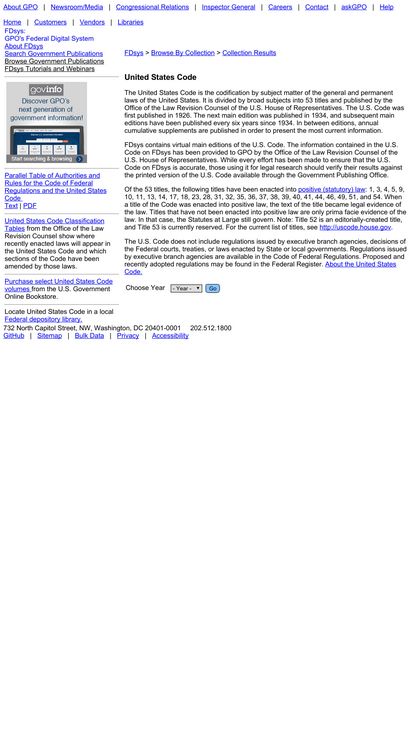 About GPO | Newsroom/Media | Congressional Relations | Inspector General | Careers | Contact | askGPO | Help
Home | Customers | Vendors | Libraries
FDsys:
GPO's Federal Digital System
About FDsys
Search Government Publications
Browse Government Publications
FDsys Tutorials and Webinars
govinfo
Discover GPO's
next generation of
government information!
Start searching & browsing
Parallel Table of Authorities and
Rules for the Code of Federal
Regulations and the United States
Code
Text | PDF
United States Code Classification
Tables from the Office of the Law
Revision Counsel show where
recently enacted laws will appear in
the United States Code and which
sections of the Code have been
amended by those laws.
Purchase select United States Code
volumes from the U.S. Government
Online Bookstore.
Locate United States Code in a local
Federal depository library.
FDsys > Browse By Collection > Collection Results
United States Code
The United States Code is the codification by subject matter of the general and permanent
laws of the United States. It is divided by broad subjects into 53 titles and published by the
Office of the Law Revision Counsel of the U.S. House of Representatives. The U.S. Code was
first published in 1926. The next main edition was published in 1934, and subsequent main
editions have been published every six years since 1934. In between editions, annual
cumulative supplements are published in order to present the most current information.
FDsys contains virtual main editions of the U.S. Code. The information contained in the U.S.
Code on FDsys has been provided to GPO by the Office of the Law Revision Counsel of the
U.S. House of Representatives. While every effort has been made to ensure that the U.S.
Code on FDsys is accurate, those using it for legal research should verify their results against
the printed version of the U.S. Code available through the Government Publishing Office.
Of the 53 titles, the following titles have been enacted into positive (statutory) law: 1, 3, 4, 5, 9,
10, 11, 13, 14, 17, 18, 23, 28, 31, 32, 35, 36, 37, 38, 39, 40, 41, 44, 46, 49, 51, and 54. When
a title of the Code was enacted into positive law, the text of the title became legal evidence of
the law. Titles that have not been enacted into positive law are only prima facie evidence of the
law. In that case, the Statutes at Large still govern. Note: Title 52 is an editorially-created title,
and Title 53 is currently reserved. For the current list of titles, see http://uscode.house.gov.
The U.S. Code does not include regulations issued by executive branch agencies, decisions of
the Federal courts, treaties, or laws enacted by State or local governments. Regulations issued
by executive branch agencies are available in the Code of Federal Regulations. Proposed and
recently adopted regulations may be found in the Federal Register. About the United States
Code.
Choose Year - Year - Go
732 North Capitol Street, NW, Washington, DC 20401-0001 202.512.1800
GitHub | Sitemap | Bulk Data | Privacy | Accessibility